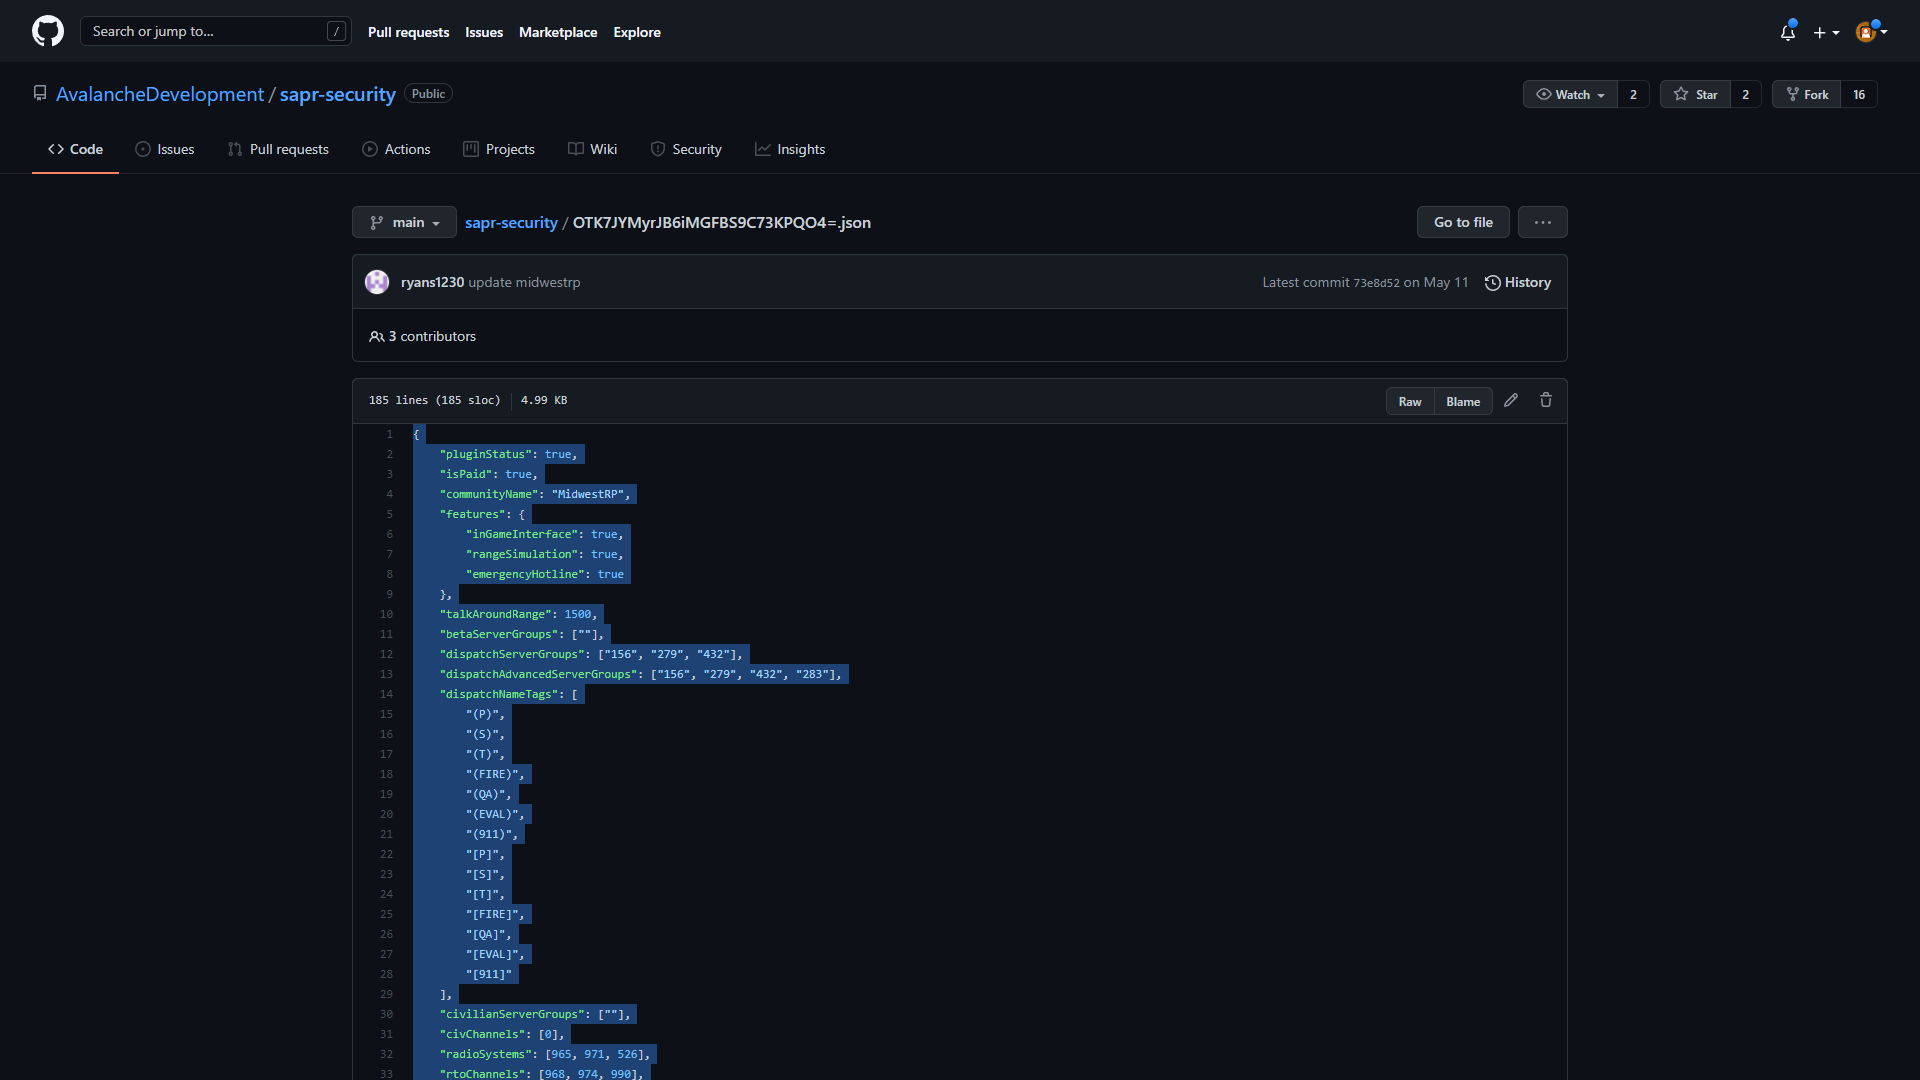 Search or jump to... /
Pull requests Issues Marketplace Explore
AvalancheDevelopment / sapr-security Public
Watch 2 Star 2 Fork 16
Code Issues Pull requests Actions Projects Wiki Security Insights
main sapr-security / OTK7JYMyrJB6iMGFBS9C73KPQO4=.json Go to file ...
ryans1230 update midwestrp Latest commit 73e8d52 on May 11 History
3 contributors
185 lines (185 sloc) 4.99 KB Raw Blame
1 {
2 "pluginStatus": true,
3 "isPaid": true,
4 "communityName": "MidwestRP",
5 "features": {
6 "inGameInterface": true,
7 "rangeSimulation": true,
8 "emergencyHotline": true
9 },
10 "talkAroundRange": 1500,
11 "betaServerGroups": [""],
12 "dispatchServerGroups": ["156", "279", "432"],
13 "dispatchAdvancedServerGroups": ["156", "279", "432", "283"],
14 "dispatchNameTags": [
15 "(P)",
16 "(S)",
17 "(T)",
18 "(FIRE)",
19 "(QA)",
20 "(EVAL)",
21 "(911)",
22 "[P]",
23 "[S]",
24 "[T]",
25 "[FIRE]",
26 "[QA]",
27 "[EVAL]",
28 "[911]"
29 ],
30 "civilianServerGroups": [""],
31 "civChannels": [0],
32 "radioSystems": [965, 971, 526],
33 "rtoChannels": [968, 974, 990],